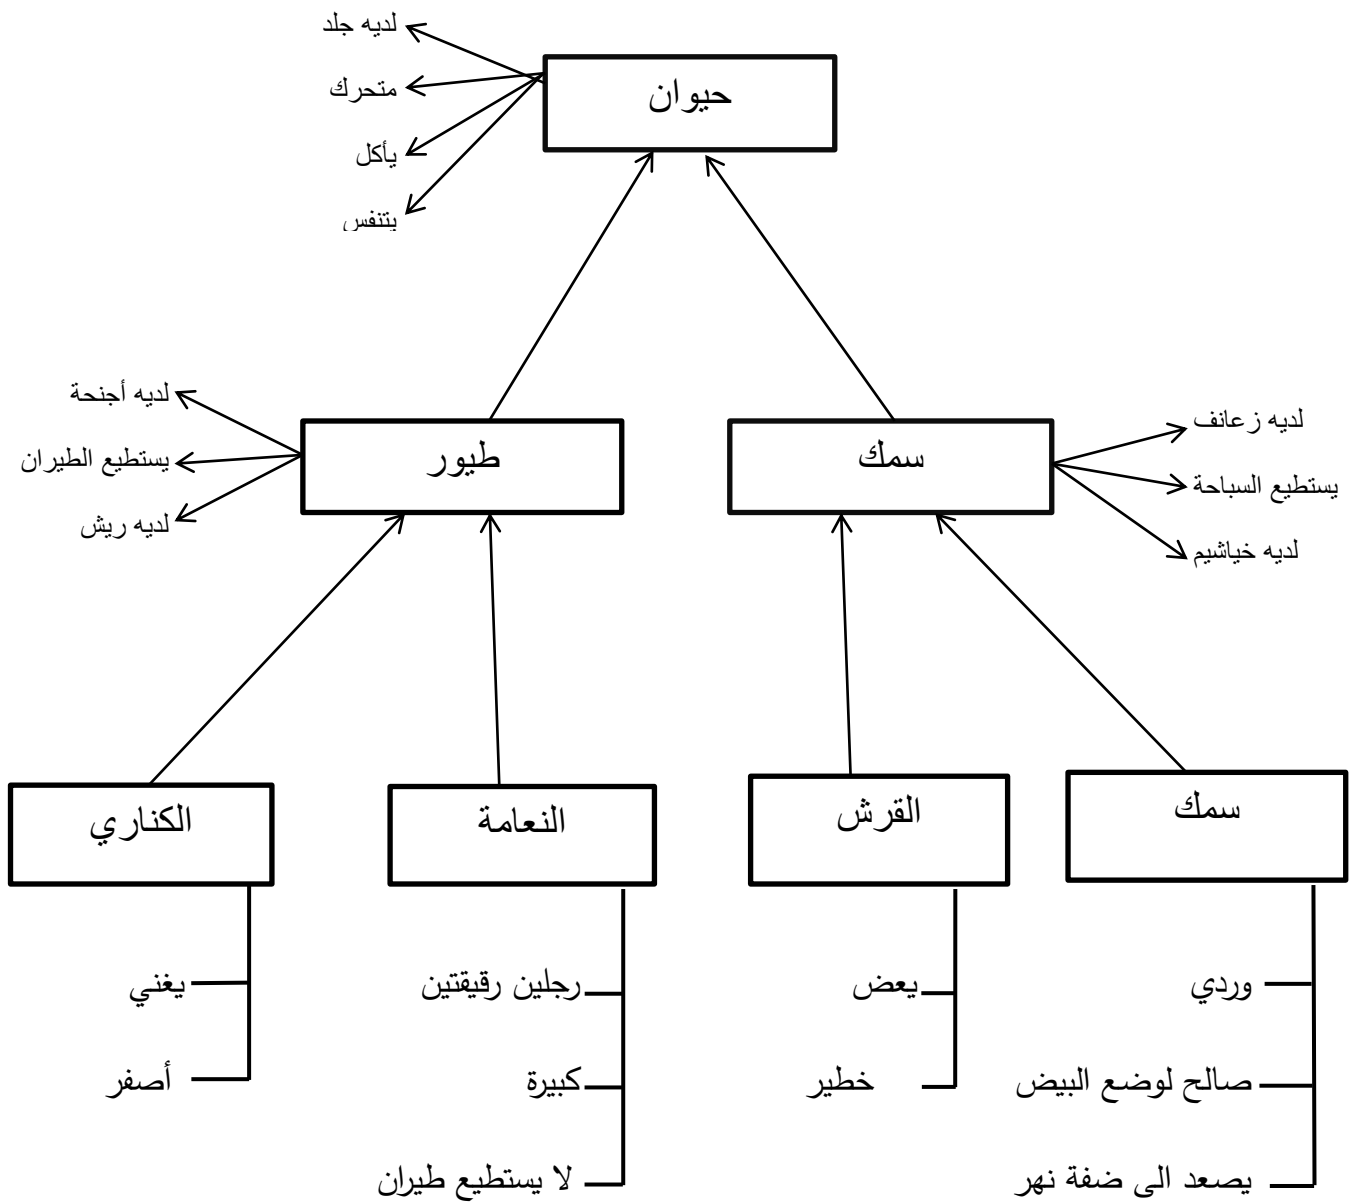 لديه جلد
حيوان
متحرك
يأكل
يتنفس
لديه أجنحة
طيور
سمك
لديه زعانف
يستطيع الطيران
يستطيع السباحة
لديه ريش
لديه خياشيم
الكناري
النعامة
القرش
سمك
يغني
رجلين رقيقتين
يعض
وردي
أصفر
كبيرة
خطير
صالح لوضع البيض
لا يستطيع طيران
يصعد الى ضفة نهر